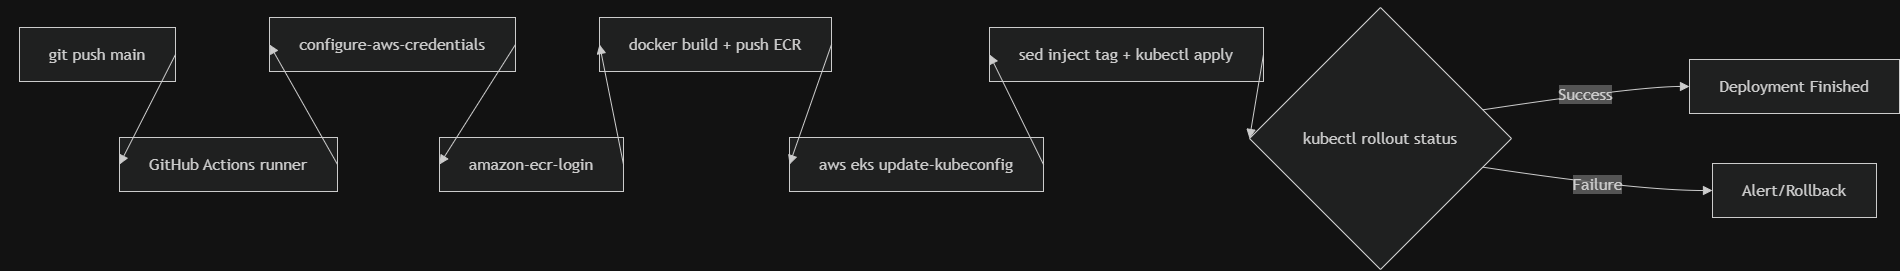 git push main
GitHub Actions runner
configure-aws-credentials
amazon-ecr-login
docker build + push ECR
aws eks update-kubeconfig
sed inject tag + kubectl apply
kubectl rollout status
Success
Deployment Finished
Failure
Alert/Rollback